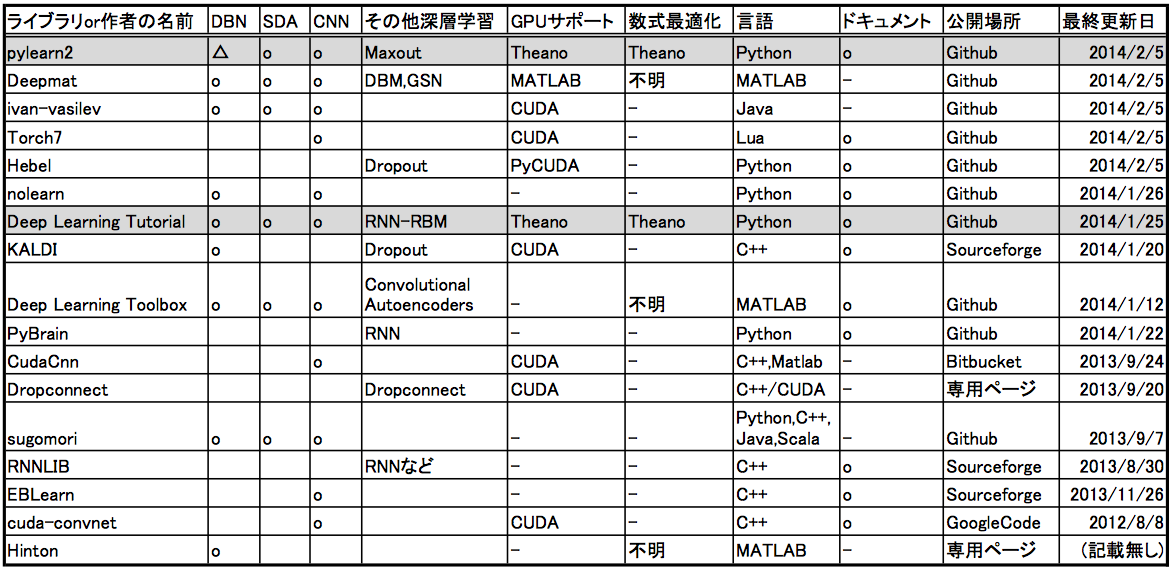 ライブラリor作者の名前 DBN SDA CNN その他深層学習 GPUサポート 数式最適化 言語 ドキュメント 公開場所 最終更新日
pylearn2 △ o o Maxout Theano Theano Python o Github 2014/2/5
Deepmat o o o DBM,GSN MATLAB 不明 MATLAB - Github 2014/2/5
ivan-vasilev o o o CUDA - Java - Github 2014/2/5
Torch7 o CUDA - Lua o Github 2014/2/5
Hebel Dropout PyCUDA - Python o Github 2014/2/5
nolearn o o - - Python o Github 2014/1/26
Deep Learning Tutorial o o o RNN-RBM Theano Theano Python o Github 2014/1/25
KALDI o Dropout CUDA - C++ o Sourceforge 2014/1/20
Convolutional
Deep Learning Toolbox o o o Autoencoders - 不明 MATLAB o Github 2014/1/12
PyBrain RNN - - Python o Github 2014/1/22
CudaCnn o CUDA - C++,Matlab - Bitbucket 2013/9/24
Dropconnect Dropconnect CUDA - C++/CUDA - 専用ページ 2013/9/20
Python,C++,
sugomori o o o - - Java,Scala - Github 2013/9/7
RNNLIB RNNなど - - C++ o Sourceforge 2013/8/30
EBLearn o - - C++ o Sourceforge 2013/11/26
cuda-convnet o CUDA - C++ o GoogleCode 2012/8/8
Hinton o - 不明 MATLAB - 専用ページ (記載無し)